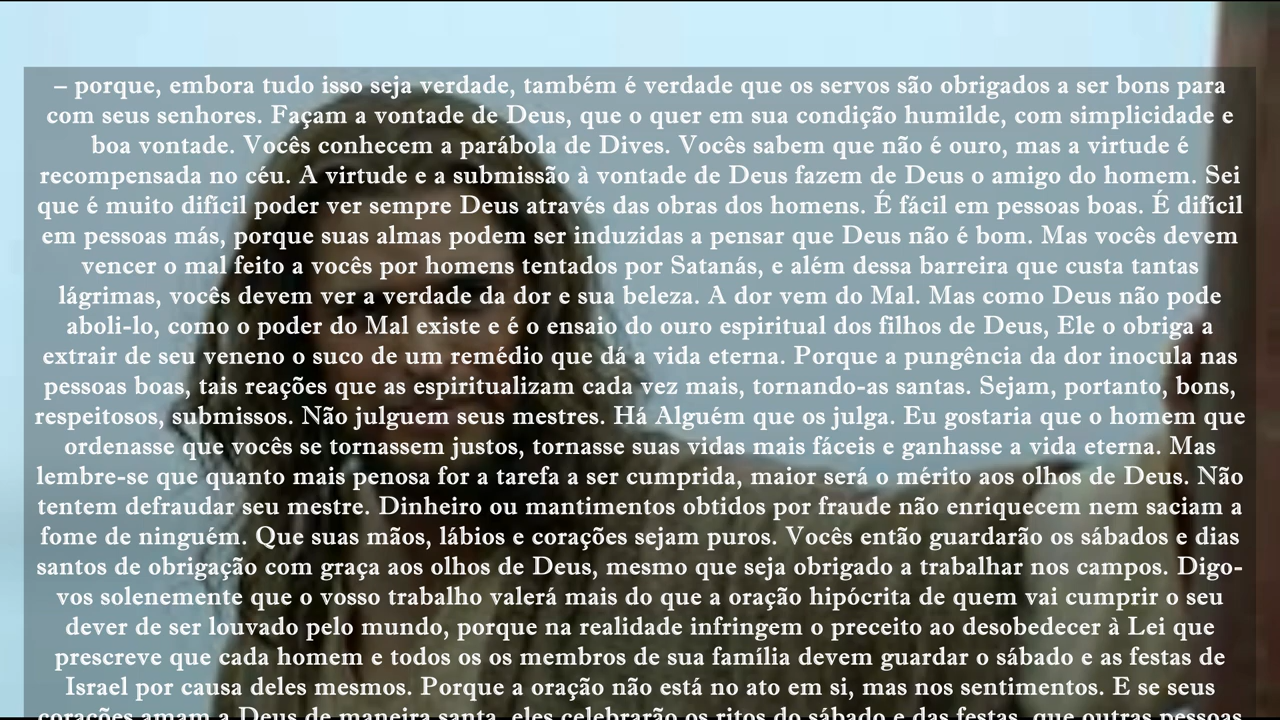 – porque, embora tudo isso seja verdade, também é verdade que os servos são obrigados a ser bons para
com seus senhores. Façam a vontade de Deus, que o quer em sua condição humilde, com simplicidade e
boa vontade. Vocês conhecem a parábola de Dives. Vocês sabem que não é ouro, mas a virtude é
recompensada no céu. A virtude e a submissão à vontade de Deus fazem de Deus o amigo do homem. Sei
que é muito difícil poder ver sempre Deus através das obras dos homens. É fácil em pessoas boas. É difícil
em pessoas más, porque suas almas podem ser induzidas a pensar que Deus não é bom. Mas vocês devem
vencer o mal feito a vocês por homens tentados por Satanás, e além dessa barreira que custa tantas
lágrimas, vocês devem ver a verdade da dor e sua beleza. A dor vem do Mal. Mas como Deus não pode
aboli-lo, como o poder do Mal existe e é o ensaio do ouro espiritual dos filhos de Deus, Ele o obriga a
extrair de seu veneno o suco de um remédio que dá a vida eterna. Porque a pungência da dor inocula nas
pessoas boas, tais reações que as espiritualizam cada vez mais, tornando-as santas. Sejam, portanto, bons,
respeitosos, submissos. Não julguem seus mestres. Há Alguém que os julga. Eu gostaria que o homem que
ordenasse que vocês se tornassem justos, tornasse suas vidas mais fáceis e ganhasse a vida eterna. Mas
lembre-se que quanto mais penosa for a tarefa a ser cumprida, maior será o mérito aos olhos de Deus. Não
tentem defraudar seu mestre. Dinheiro ou mantimentos obtidos por fraude não enriquecem nem saciam a
fome de ninguém. Que suas mãos, lábios e corações sejam puros. Vocês então guardarão os sábados e dias
santos de obrigação com graça aos olhos de Deus, mesmo que seja obrigado a trabalhar nos campos. Digo-
vos solenemente que o vosso trabalho valerá mais do que a oração hipócrita de quem vai cumprir o seu
dever de ser louvado pelo mundo, porque na realidade infringem o preceito ao desobedecer à Lei que
prescreve que cada homem e todos os os membros de sua família devem guardar o sábado e as festas de
Israel por causa deles mesmos. Porque a oração não está no ato em si, mas nos sentimentos. E se seus
corações amam a Deus de maneira santa, eles celebrarão os ritos do sábado e das festas, que outras pessoas